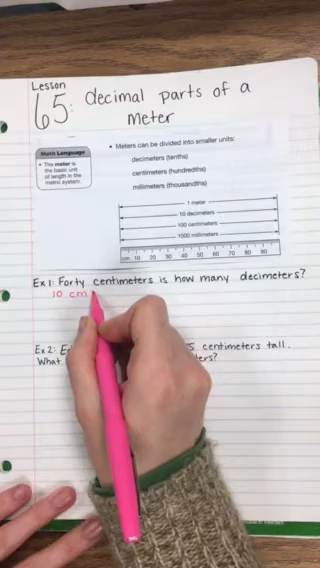 Lesson
65: decimal parts of a
meter
Math Language
• The meter is
the basic unit
of length in the
metric system.
• Meters can be divided into smaller units:
decimeters (tenths)
centimeters (hundredths)
millimeters (thousandths)
1 meter
10 decimeters
100 centimeters
1000 millimeters
cm 10 20 30 40 50 60 70 80 90
Ex 1: Forty centimeters is how many decimeters?
10 cm
Ex 2: 5 centimeters tall.
What